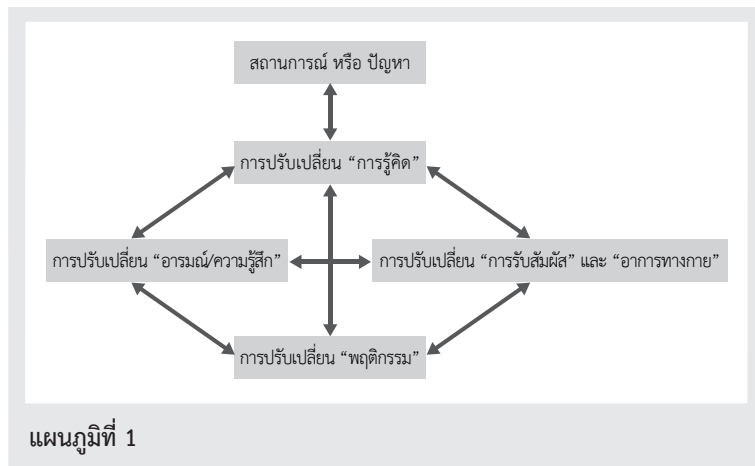 สถานการณ์ หรือ ปัญหา
การปรับเปลี่ยน “การรู้คิด”
การปรับเปลี่ยน “อารมณ์/ความรู้สึก”
การปรับเปลี่ยน “การรับสัมผัส” และ “อาการทางกาย”
การปรับเปลี่ยน “พฤติกรรม”
แผนภูมิที่ 1